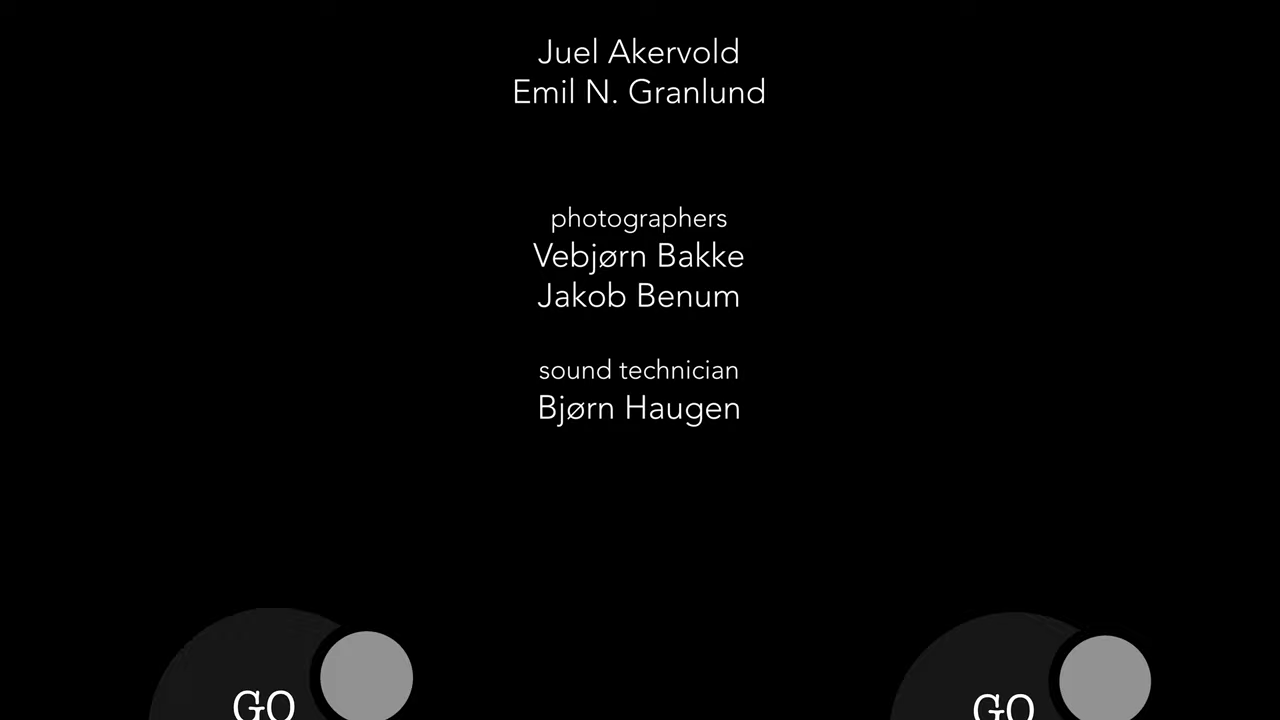 Juel Akervold
Emil N. Granlund
photographers
Vebjørn Bakke
Jakob Benum
sound technician
Bjørn Haugen
GO
GO